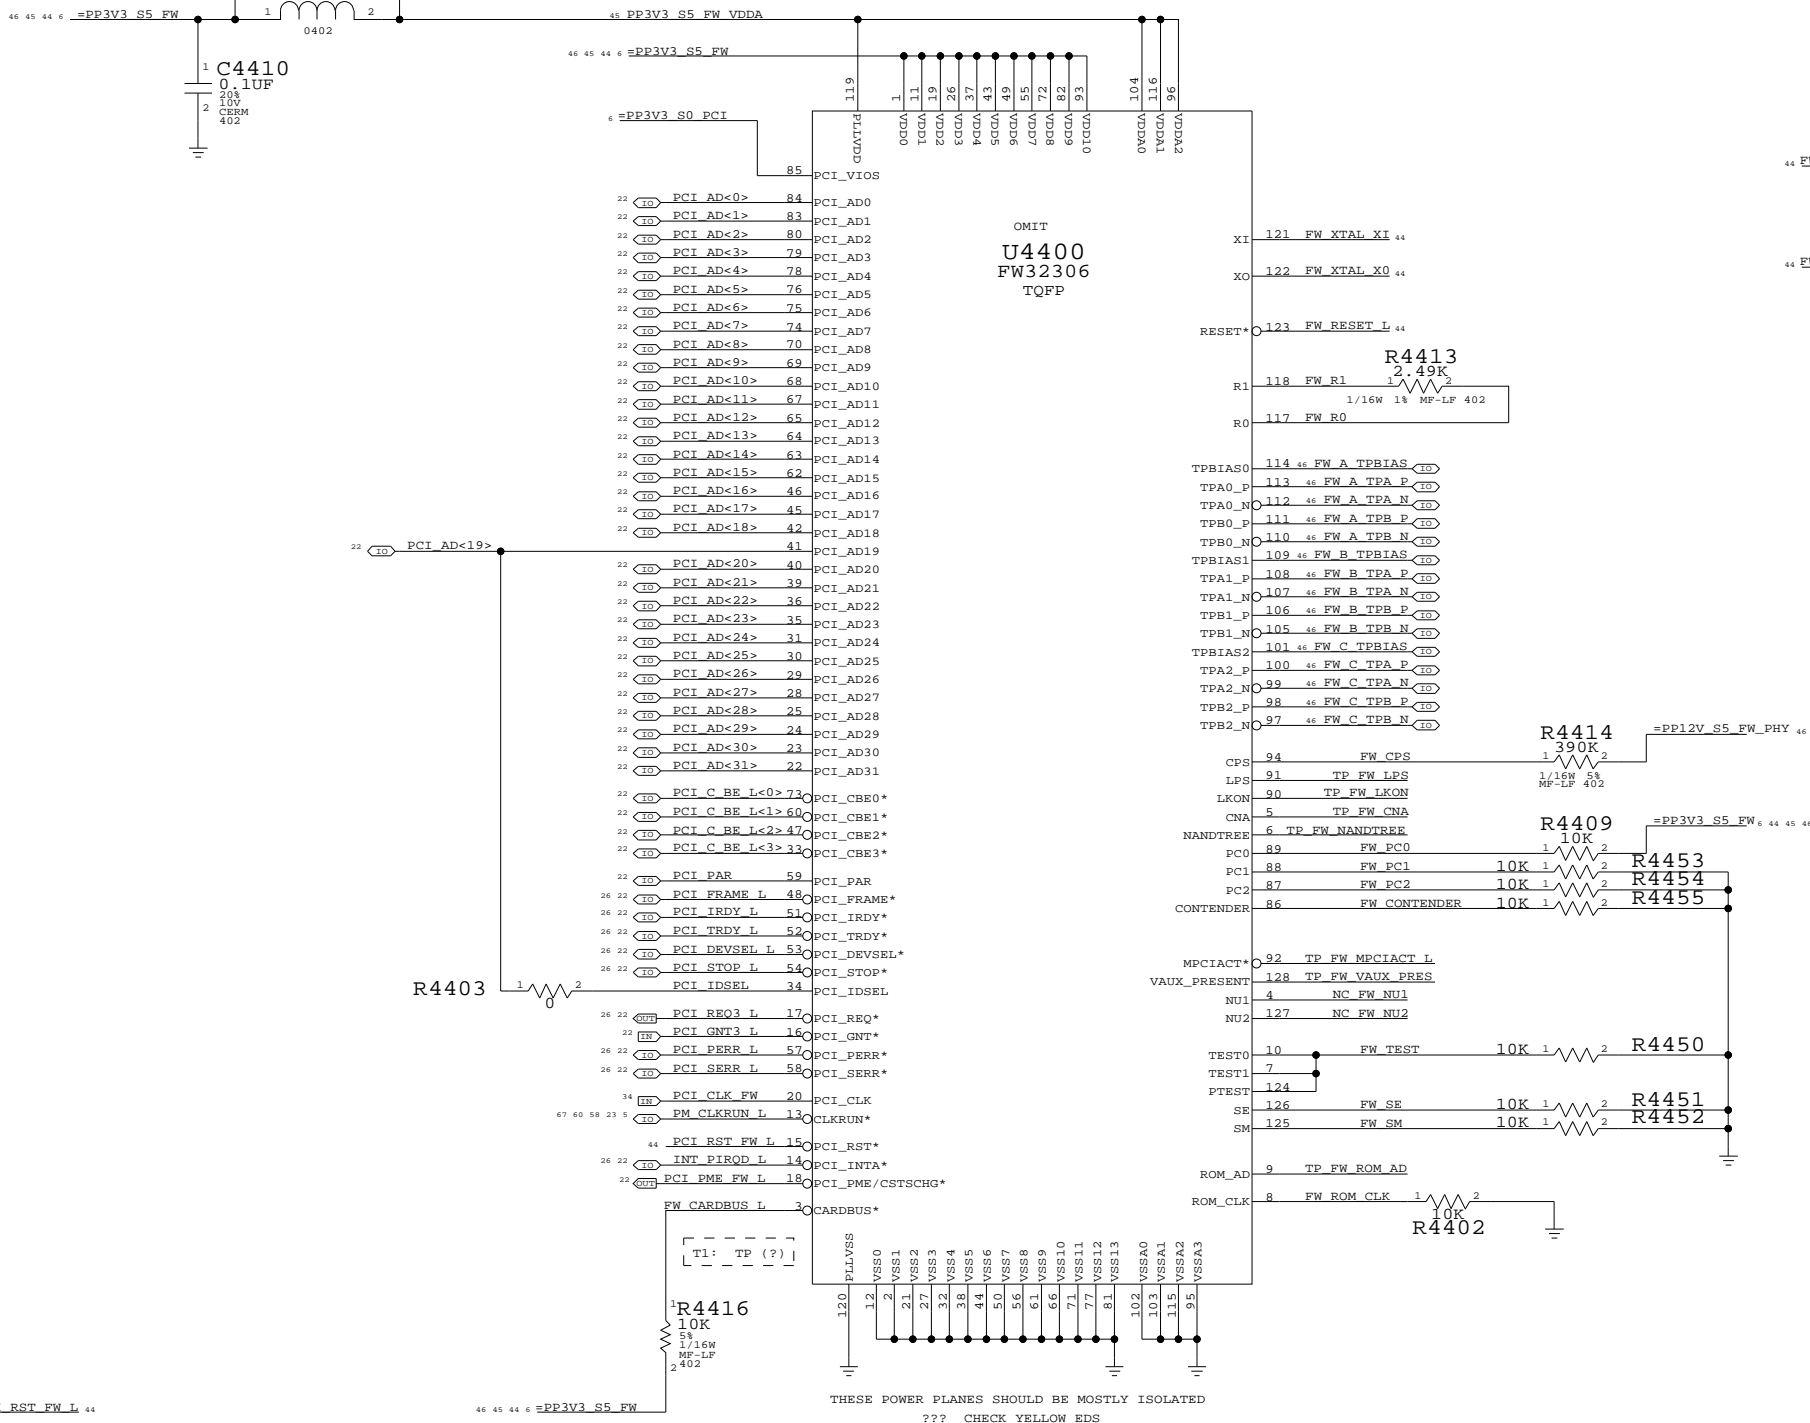 46 45 44 6 =PP3V3_S5_FW
1 2
0402
45 PP3V3_S5_FW_VDDA
46 45 44 6 =PP3V3_S5_FW
1 C4410
0.1UF
20%
10V
2 CERM
402
6 =PP3V3_S0_PCI
119 1 11 19 26 37 43 49 55 72 82 93 104 116 96
PLLVDD VDD0 VDD1 VDD2 VDD3 VDD4 VDD5 VDD6 VDD7 VDD8 VDD9 VDD10 VDDA0 VDDA1 VDDA2
OMIT
U4400
FW32306
TQFP
85 PCI_VIOS
22 IO PCI_AD<0> 84 PCI_AD0
22 IO PCI_AD<1> 83 PCI_AD1
22 IO PCI_AD<2> 80 PCI_AD2
22 IO PCI_AD<3> 79 PCI_AD3
22 IO PCI_AD<4> 78 PCI_AD4
22 IO PCI_AD<5> 76 PCI_AD5
22 IO PCI_AD<6> 75 PCI_AD6
22 IO PCI_AD<7> 74 PCI_AD7
22 IO PCI_AD<8> 70 PCI_AD8
22 IO PCI_AD<9> 69 PCI_AD9
22 IO PCI_AD<10> 68 PCI_AD10
22 IO PCI_AD<11> 67 PCI_AD11
22 IO PCI_AD<12> 65 PCI_AD12
22 IO PCI_AD<13> 64 PCI_AD13
22 IO PCI_AD<14> 63 PCI_AD14
22 IO PCI_AD<15> 62 PCI_AD15
22 IO PCI_AD<16> 46 PCI_AD16
22 IO PCI_AD<17> 45 PCI_AD17
22 IO PCI_AD<18> 42 PCI_AD18
22 IO PCI_AD<19> 41 PCI_AD19
22 IO PCI_AD<20> 40 PCI_AD20
22 IO PCI_AD<21> 39 PCI_AD21
22 IO PCI_AD<22> 36 PCI_AD22
22 IO PCI_AD<23> 35 PCI_AD23
22 IO PCI_AD<24> 31 PCI_AD24
22 IO PCI_AD<25> 30 PCI_AD25
22 IO PCI_AD<26> 29 PCI_AD26
22 IO PCI_AD<27> 28 PCI_AD27
22 IO PCI_AD<28> 25 PCI_AD28
22 IO PCI_AD<29> 24 PCI_AD29
22 IO PCI_AD<30> 23 PCI_AD30
22 IO PCI_AD<31> 22 PCI_AD31
22 IO PCI_C_BE_L<0> 73 PCI_CBE0*
22 IO PCI_C_BE_L<1> 60 PCI_CBE1*
22 IO PCI_C_BE_L<2> 47 PCI_CBE2*
22 IO PCI_C_BE_L<3> 33 PCI_CBE3*
22 IO PCI_PAR 59 PCI_PAR
26 22 IO PCI_FRAME_L 48 PCI_FRAME*
26 22 IO PCI_IRDY_L 51 PCI_IRDY*
26 22 IO PCI_TRDY_L 52 PCI_TRDY*
26 22 IO PCI_DEVSEL_L 53 PCI_DEVSEL*
26 22 IO PCI_STOP_L 54 PCI_STOP*
R4403 1 2 0 PCI_IDSEL 34 PCI_IDSEL
26 22 OUT PCI_REQ3_L 17 PCI_REQ*
22 IN PCI_GNT3_L 16 PCI_GNT*
26 22 IO PCI_PERR_L 57 PCI_PERR*
26 22 IO PCI_SERR_L 58 PCI_SERR*
34 IN PCI_CLK_FW 20 PCI_CLK
67 60 58 23 5 IO PM_CLKRUN_L 13 CLKRUN*
44 PCI_RST_FW_L 15 PCI_RST*
26 22 IO INT_PIRQD_L 14 PCI_INTA*
22 OUT PCI_PME_FW_L 18 PCI_PME/CSTSCHG*
FW_CARDBUS_L 3 CARDBUS*
T1: TP (?)
1 R4416
10K
5%
1/16W
MF-LF
2 402
46 45 44 6 =PP3V3_S5_FW
_RST_FW_L 44
XI 121 FW_XTAL_XI 44
XO 122 FW_XTAL_X0 44
RESET* 123 FW_RESET_L 44
R4413
2.49K
R1 118 FW_R1 1 2
1/16W 1% MF-LF 402
R0 117 FW_R0
TPBIAS0 114 46 FW_A_TPBIAS IO
TPA0_P 113 46 FW_A_TPA_P IO
TPA0_N 112 46 FW_A_TPA_N IO
TPB0_P 111 46 FW_A_TPB_P IO
TPB0_N 110 46 FW_A_TPB_N IO
TPBIAS1 109 46 FW_B_TPBIAS IO
TPA1_P 108 46 FW_B_TPA_P IO
TPA1_N 107 46 FW_B_TPA_N IO
TPB1_P 106 46 FW_B_TPB_P IO
TPB1_N 105 46 FW_B_TPB_N IO
TPBIAS2 101 46 FW_C_TPBIAS IO
TPA2_P 100 46 FW_C_TPA_P IO
TPA2_N 99 46 FW_C_TPA_N IO
TPB2_P 98 46 FW_C_TPB_P IO
TPB2_N 97 46 FW_C_TPB_N IO
R4414 =PP12V_S5_FW_PHY 46
390K
CPS 94 FW_CPS 1 2
1/16W 5%
MF-LF 402
LPS 91 TP_FW_LPS
LKON 90 TP_FW_LKON
CNA 5 TP_FW_CNA
NANDTREE 6 TP_FW_NANDTREE
R4409 =PP3V3_S5_FW 6 44 45 46
10K
PC0 89 FW_PC0 1 2
PC1 88 FW_PC1 10K 1 2 R4453
PC2 87 FW_PC2 10K 1 2 R4454
CONTENDER 86 FW_CONTENDER 10K 1 2 R4455
MPCIACT* 92 TP_FW_MPCIACT_L
VAUX_PRESENT 128 TP_FW_VAUX_PRES
NU1 4 NC_FW_NU1
NU2 127 NC_FW_NU2
TEST0 10 FW_TEST 10K 1 2 R4450
TEST1 7
PTEST 124
SE 126 FW_SE 10K 1 2 R4451
SM 125 FW_SM 10K 1 2 R4452
ROM_AD 9 TP_FW_ROM_AD
ROM_CLK 8 FW_ROM_CLK 1 2
10K
R4402
44 F
44 F
PLLVSS VSS0 VSS1 VSS2 VSS3 VSS4 VSS5 VSS6 VSS7 VSS8 VSS9 VSS10 VSS11 VSS12 VSS13 VSSA0 VSSA1 VSSA2 VSSA3
120 12 2 21 27 32 38 44 50 56 61 66 71 77 81 102 103 115 95
THESE POWER PLANES SHOULD BE MOSTLY ISOLATED
??? CHECK YELLOW EDS